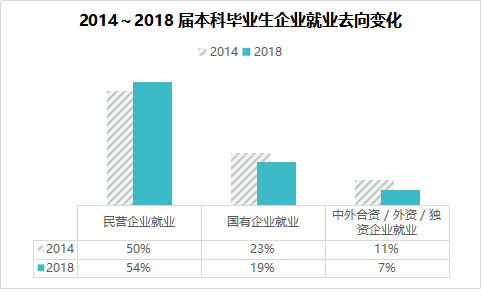 2014～2018 届本科毕业生企业就业去向变化
2014 2018
民营企业就业 国有企业就业 中外合资 / 外资 / 独
资企业就业
2014 50% 23% 11%
2018 54% 19% 7%